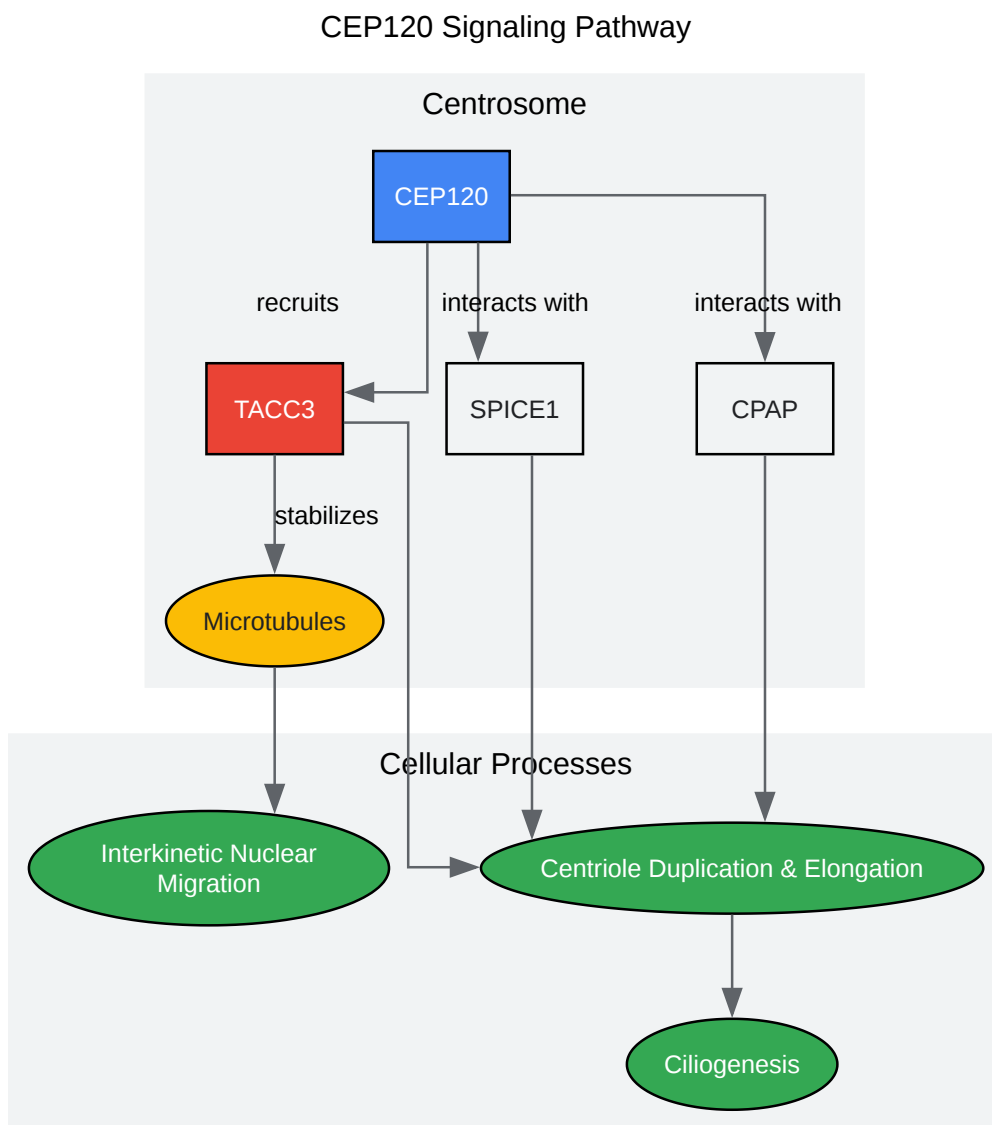 CEP120 Signaling Pathway
Centrosome
CEP120
recruits
interacts with
interacts with
TACC3
SPICE1
CPAP
stabilizes
Microtubules
Cellular Processes
Interkinetic Nuclear
Migration
Centriole Duplication & Elongation
Ciliogenesis